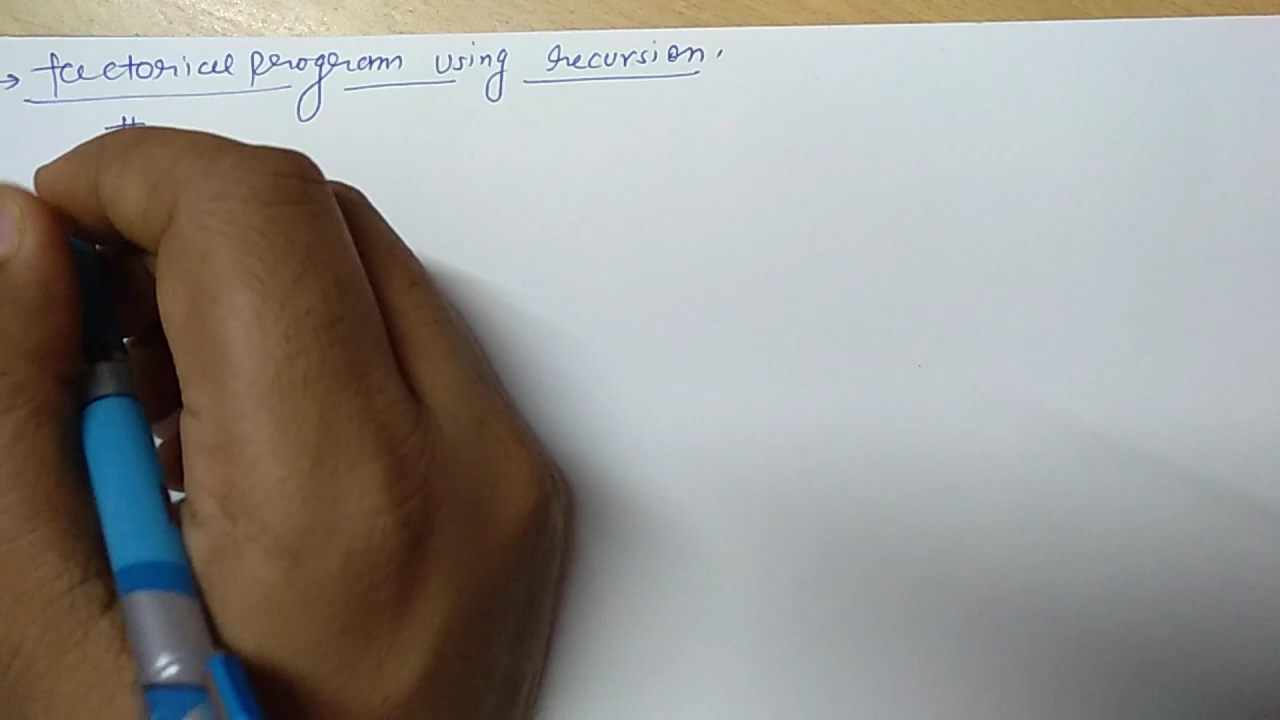 → factorial program using recursion.
#